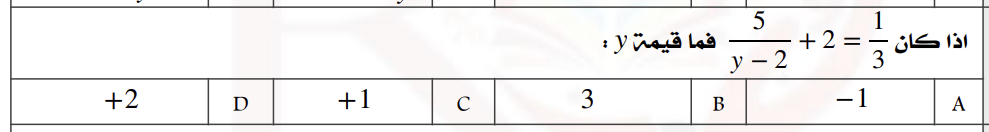 اذا كان 5/(y − 2) + 2 = 1/3 فما قيمة y :
A −1 B 3 C +1 D +2